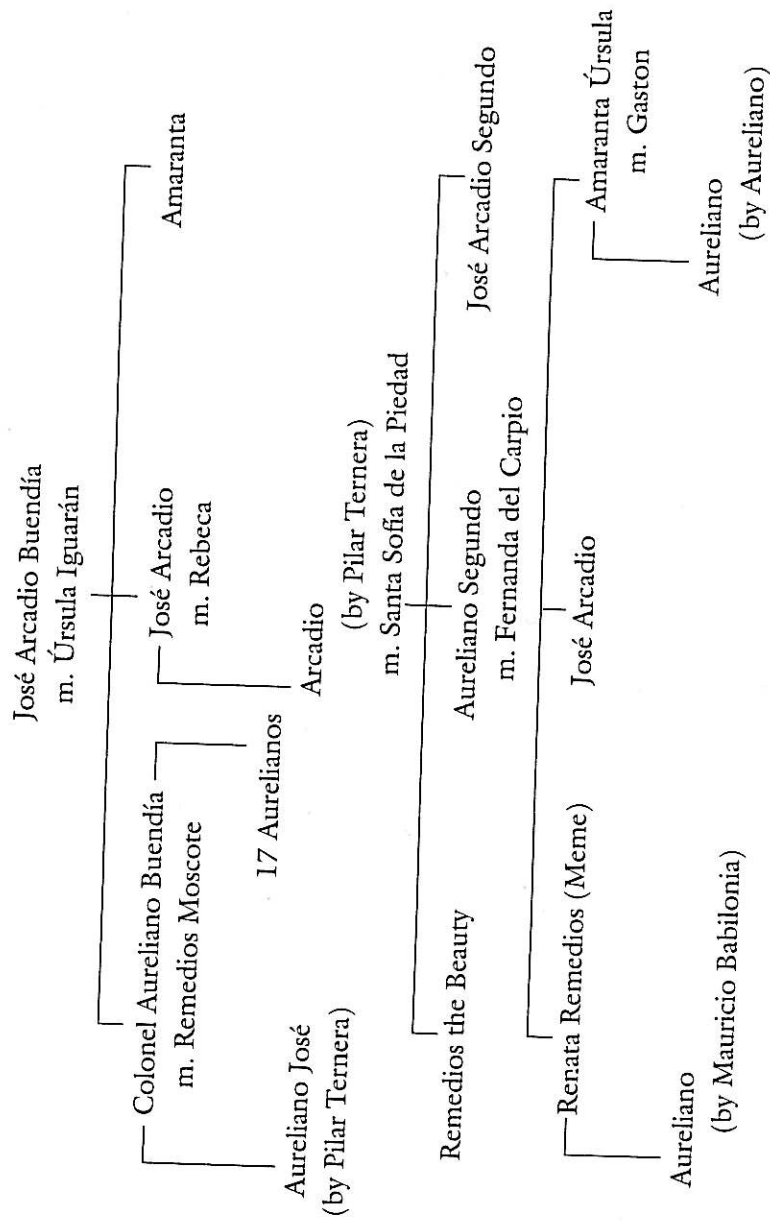 José Arcadio Buendía
m. Úrsula Iguarán
Colonel Aureliano Buendía
m. Remedios Moscote
José Arcadio
m. Rebeca
Amaranta
Aureliano José
(by Pilar Ternera)
17 Aurelianos
Arcadio
(by Pilar Ternera)
m. Santa Sofía de la Piedad
Remedios the Beauty
Aureliano Segundo
m. Fernanda del Carpio
José Arcadio Segundo
Renata Remedios (Meme)
José Arcadio
Amaranta Úrsula
m. Gaston
Aureliano
(by Mauricio Babilonia)
Aureliano
(by Aureliano)